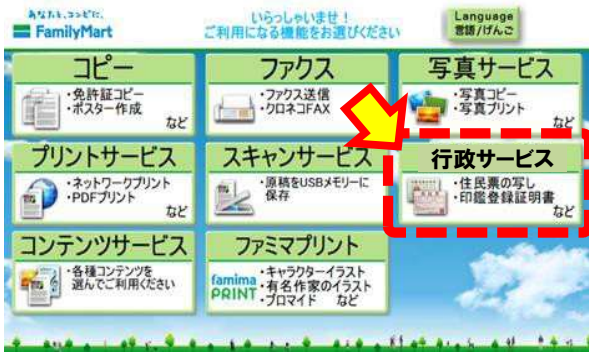 あなたと、コンビに、
FamilyMart
いらっしゃいませ！
ご利用になる機能をお選びください
Language
言語/げんご
コピー
・免許証コピー
・ポスター作成
など
ファクス
・ファクス送信
・クロネコFAX
写真サービス
・写真コピー
・写真プリント
など
プリントサービス
・ネットワークプリント
・PDFプリント
など
スキャンサービス
・原稿をUSBメモリーに
保存
行政サービス
・住民票の写し
・印鑑登録証明書
など
コンテンツサービス
・各種コンテンツを
選んでご利用ください
ファミマプリント
famima
PRINT
・キャラクターイラスト
・有名作家のイラスト
・ブロマイド など